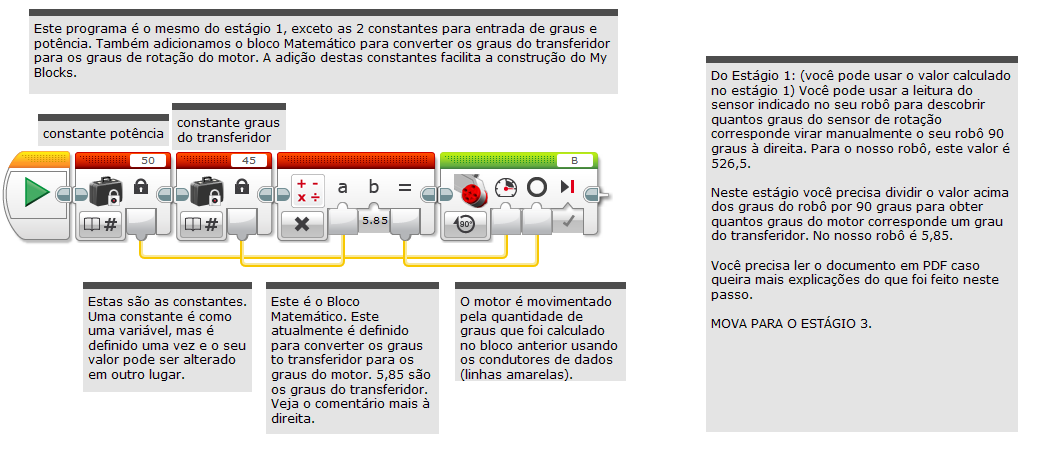 Este programa é o mesmo do estágio 1, exceto as 2 constantes para entrada de graus e
potência. Também adicionamos o bloco Matemático para converter os graus do transferidor
para os graus de rotação do motor. A adição destas constantes facilita a construção do My
Blocks.
constante potência
constante graus
do transferidor
50
45
B
+ -
x ÷
a
b
=
#
#
5.85
90°
Estas são as constantes.
Uma constante é como
uma variável, mas é
definido uma vez e o seu
valor pode ser alterado
em outro lugar.
Este é o Bloco
Matemático. Este
atualmente é definido
para converter os graus
to transferidor para os
graus do motor. 5,85 são
os graus do transferidor.
Veja o comentário mais à
direita.
O motor é movimentado
pela quantidade de
graus que foi calculado
no bloco anterior usando
os condutores de dados
(linhas amarelas).
Do Estágio 1: (você pode usar o valor calculado
no estágio 1) Você pode usar a leitura do
sensor indicado no seu robô para descobrir
quantos graus do sensor de rotação
corresponde virar manualmente o seu robô 90
graus à direita. Para o nosso robô, este valor é
526,5.
Neste estágio você precisa dividir o valor acima
dos graus do robô por 90 graus para obter
quantos graus do motor corresponde um grau
do transferidor. No nosso robô é 5,85.
Você precisa ler o documento em PDF caso
queira mais explicações do que foi feito neste
passo.
MOVA PARA O ESTÁGIO 3.